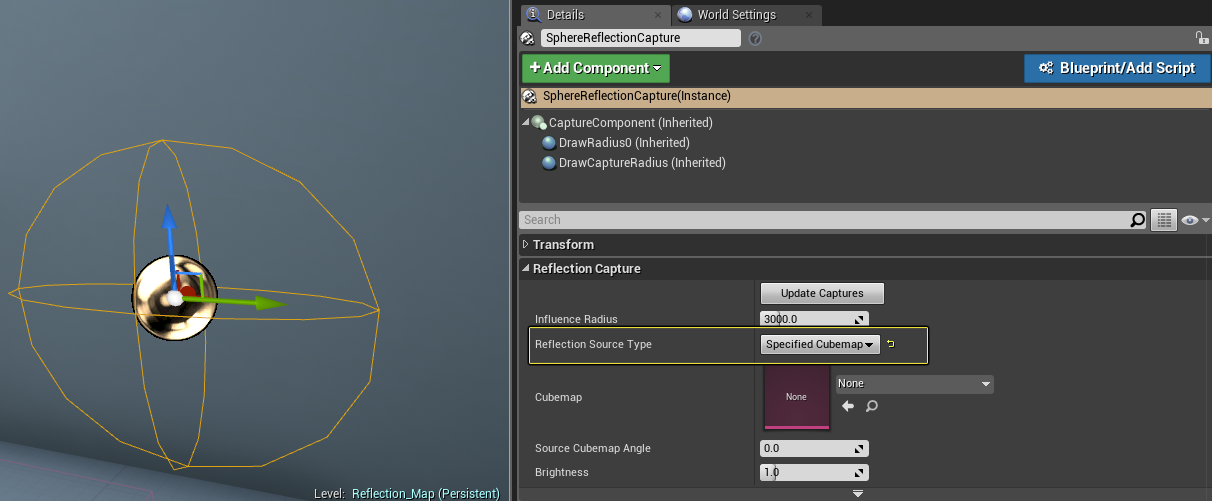 Details
World Settings
SphereReflectionCapture
+Add Component
Blueprint/Add Script
SphereReflectionCapture(Instance)
CaptureComponent (Inherited)
DrawRadius0 (Inherited)
DrawCaptureRadius (Inherited)
Search
Transform
Reflection Capture
Update Captures
Influence Radius 3000.0
Reflection Source Type Specified Cubemap
Cubemap None None
Source Cubemap Angle 0.0
Brightness 1.0
Level: Reflection_Map (Persistent)